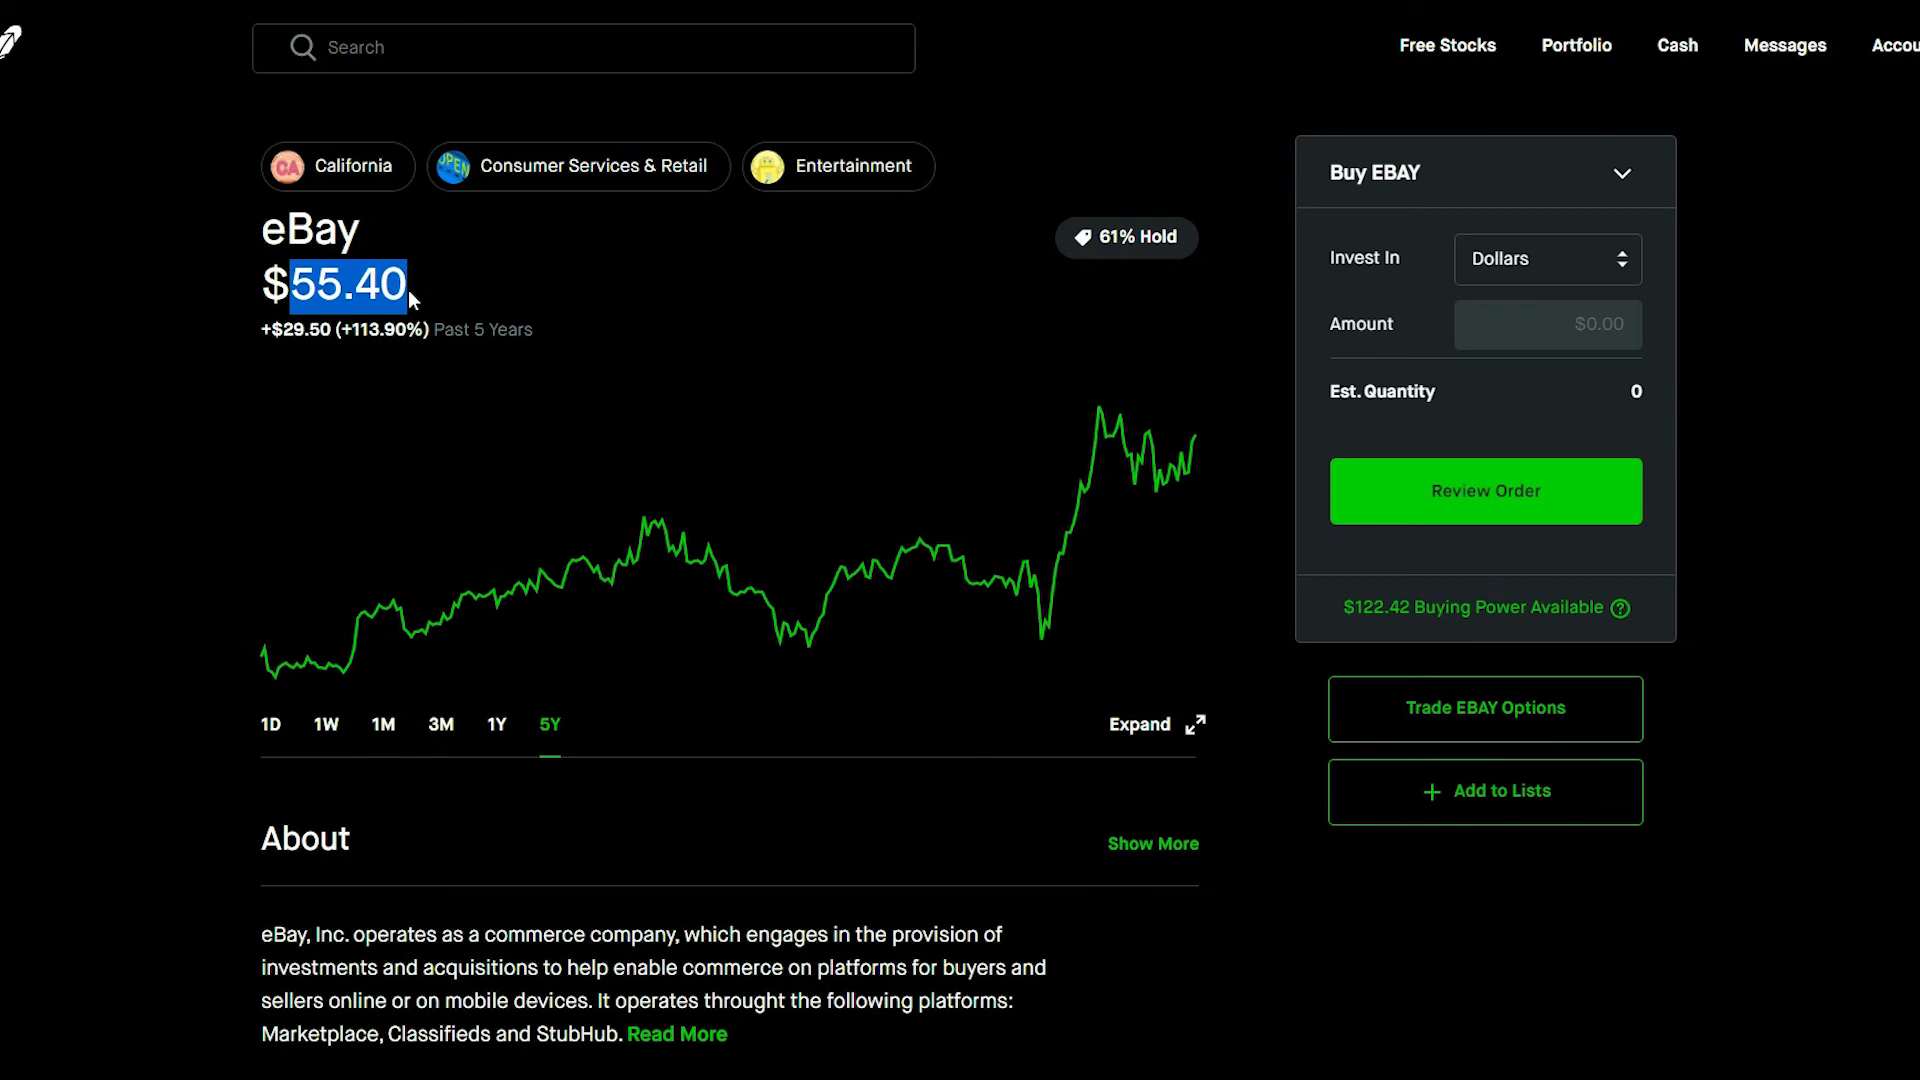 Search
Free Stocks
Portfolio
Cash
Messages
Accou
CA California
OPEN Consumer Services & Retail
Entertainment
eBay
$55.40
+$29.50 (+113.90%) Past 5 Years
61% Hold
1D 1W 1M 3M 1Y 5Y
Expand
About
Show More
eBay, Inc. operates as a commerce company, which engages in the provision of
investments and acquisitions to help enable commerce on platforms for buyers and
sellers online or on mobile devices. It operates throught the following platforms:
Marketplace, Classifieds and StubHub. Read More
Buy EBAY
Invest In Dollars
Amount $0.00
Est. Quantity 0
Review Order
$122.42 Buying Power Available ?
Trade EBAY Options
+ Add to Lists